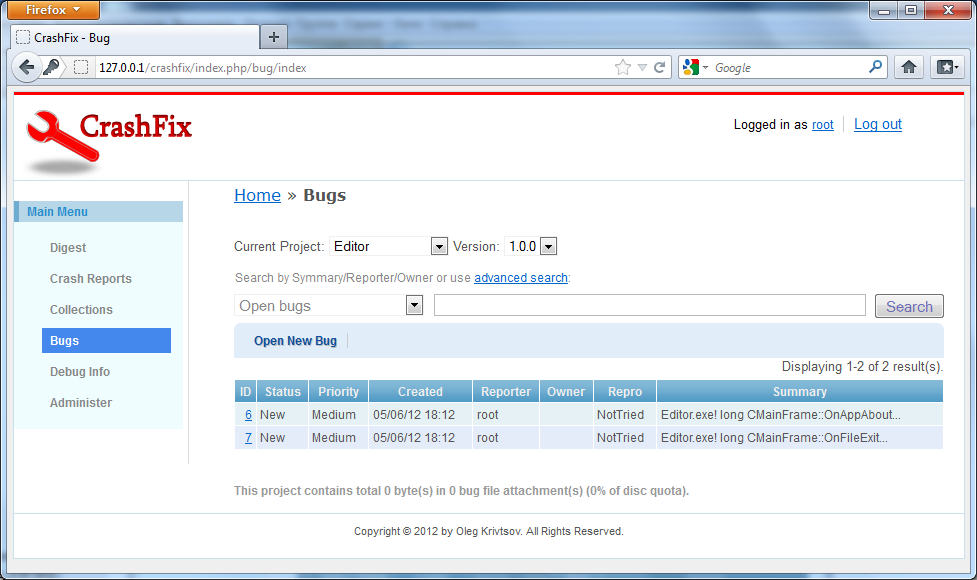 Firefox
CrashFix - Bug
127.0.0.1/crashfix/index.php/bug/index
Google
CrashFix
Logged in as root
Log out
Main Menu
Digest
Crash Reports
Collections
Bugs
Debug Info
Administer
Home » Bugs
Current Project: Editor Version: 1.0.0
Search by Symmary/Reporter/Owner or use advanced search:
Open bugs
Search
Open New Bug
Displaying 1-2 of 2 result(s).
ID Status Priority Created Reporter Owner Repro Summary
6 New Medium 05/06/12 18:12 root NotTried Editor.exe! long CMainFrame::OnAppAbout...
7 New Medium 05/06/12 18:12 root NotTried Editor.exe! long CMainFrame::OnFileExit...
This project contains total 0 byte(s) in 0 bug file attachment(s) (0% of disc quota).
Copyright © 2012 by Oleg Krivtsov. All Rights Reserved.